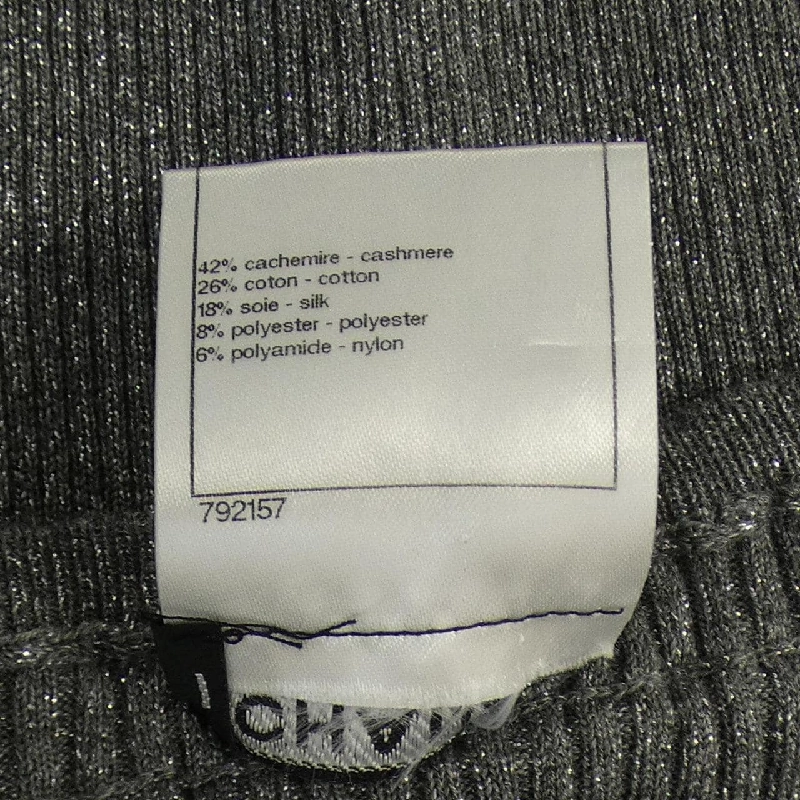 42% cachemire - cashmere
26% coton - cotton
18% soie - silk
8% polyester - polyester
6% polyamide - nylon
792157